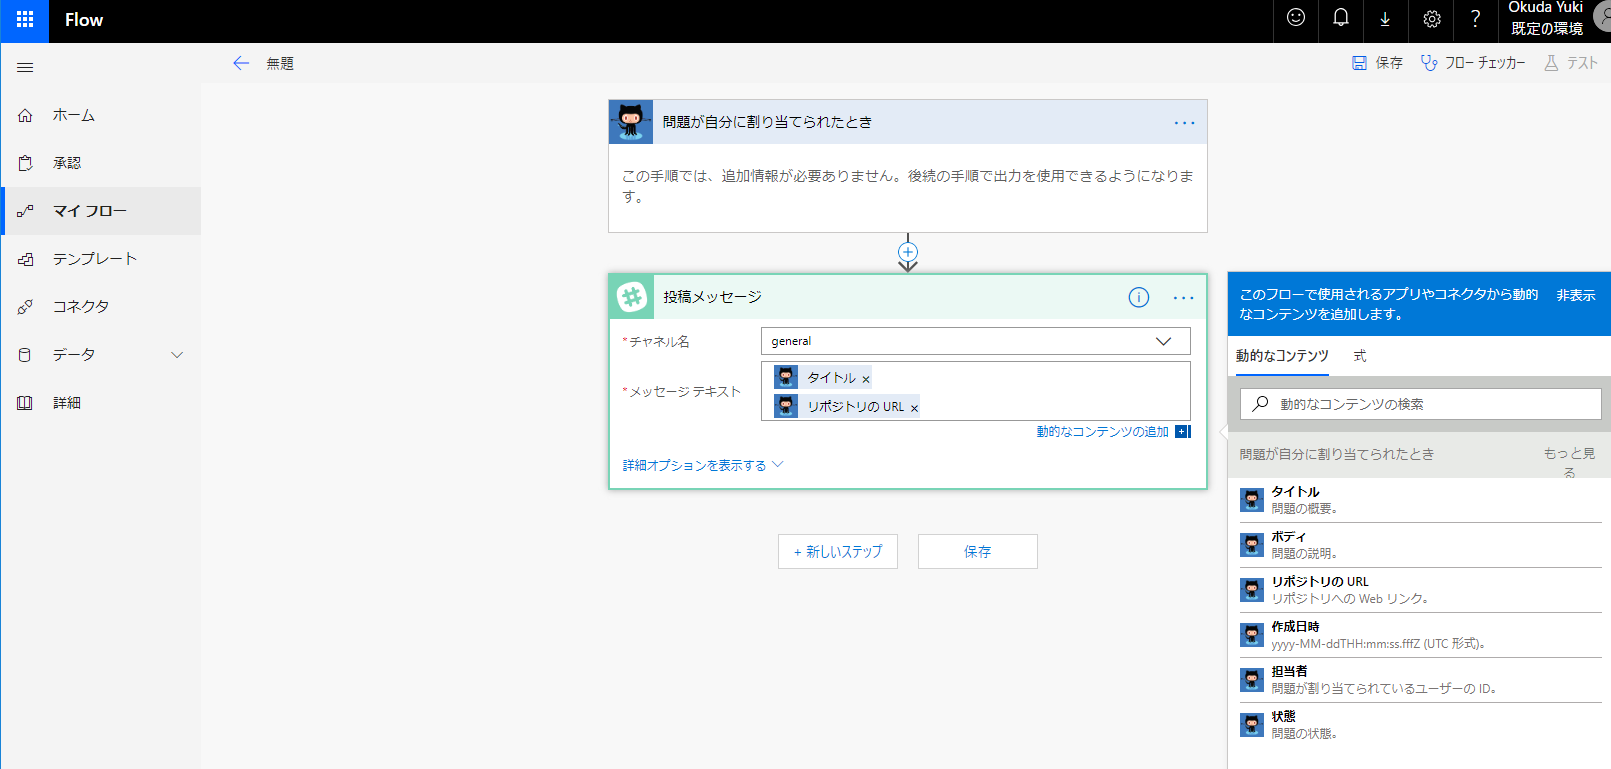 Flow
?
Okuda Yuki
既定の環境
無題
保存
フロー チェッカー
テスト
ホーム
承認
マイ フロー
テンプレート
コネクタ
データ
詳細
問題が自分に割り当てられたとき
この手順では、追加情報が必要ありません。後続の手順で出力を使用できるようになりま
す。
投稿メッセージ
*チャネル名
general
*メッセージ テキスト
タイトル ×
リポジトリの URL ×
動的なコンテンツの追加
詳細オプションを表示する
+ 新しいステップ
保存
このフローで使用されるアプリやコネクタから動的
なコンテンツを追加します。
非表示
動的なコンテンツ
式
動的なコンテンツの検索
問題が自分に割り当てられたとき
もっと見
る
タイトル
問題の概要。
ボディ
問題の説明。
リポジトリの URL
リポジトリへの Web リンク。
作成日時
yyyy-MM-ddTHH:mm:ss.fffZ (UTC 形式)。
担当者
問題が割り当てられているユーザーの ID。
状態
問題の状態。